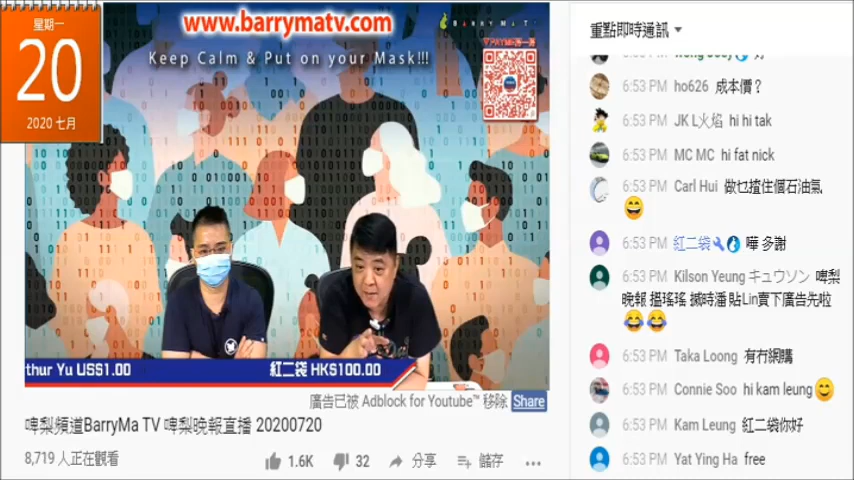 星期一
20
2020 七月
www.barrymatv.com
BARRY MA TV
Keep Calm & Put on your Mask!!!
thur Yu US$1.00
紅二袋 HK$100.00
廣告已被 Adblock for Youtube™ 移除 Share
啤梨頻道BarryMa TV 啤梨晚報直播 20200720
8,719 人正在觀看
1.6K
32
分享
儲存
重點即時通訊
6:53 PM ho626 成本價？
6:53 PM JK L火焰 hi hi tak
6:53 PM MC MC hi fat nick
6:53 PM Carl Hui 做乜揸住個石油氣
😄
6:53 PM 紅二袋 嘩 多謝
6:53 PM Kilson Yeung キュウソン 啤梨
晚報 搵瑤瑤 搣時潘 貼Lin賣下廣告先啦
😂😂
6:53 PM Taka Loong 有冇網購
6:53 PM Connie Soo hi kam leung😊
6:53 PM Kam Leung 紅二袋你好
6:53 PM Yat Ying Ha free